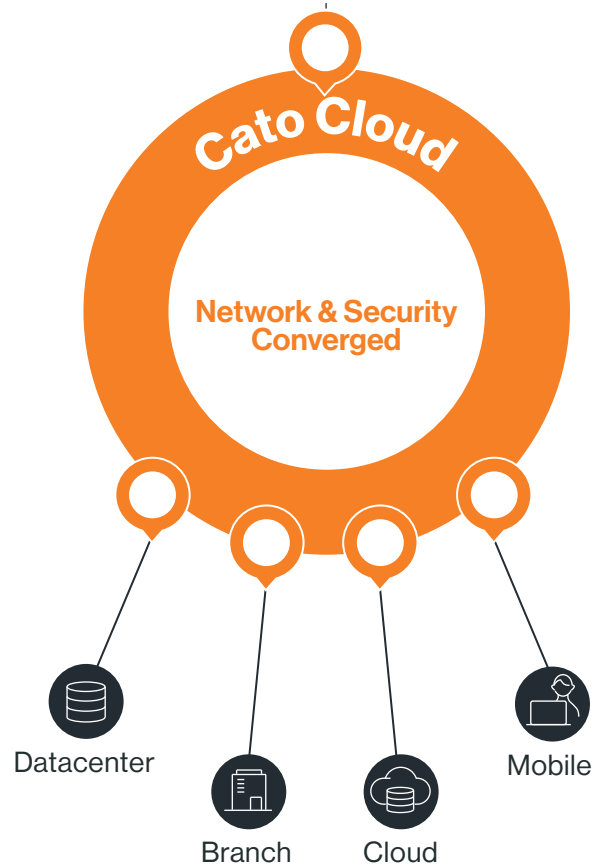 Cato Cloud
Network & Security
Converged
Datacenter
Mobile
Branch
Cloud